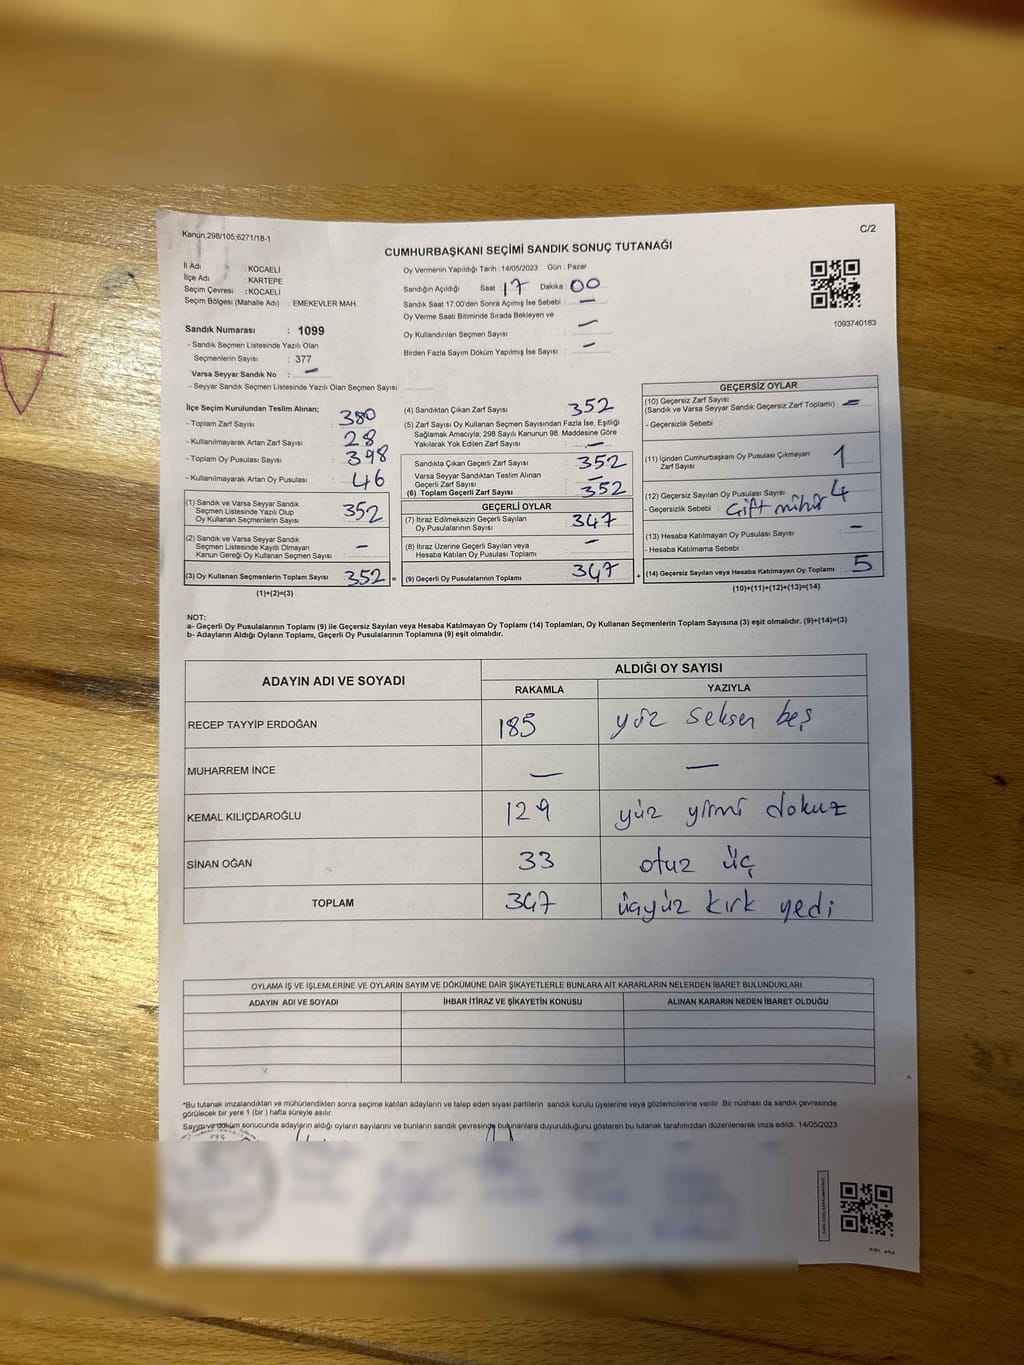 Kanun;298/105;6271/18-1
C/2
CUMHURBAŞKANI SEÇİMİ SANDIK SONUÇ TUTANAĞI
İl Adı : KOCAELİ
İlçe Adı : KARTEPE
Seçim Çevresi : KOCAELİ
Seçim Bölgesi (Mahalle Adı) : EMEKEVLER MAH.
Oy Vermenin Yapıldığı Tarih :14/05/2023 Gün : Pazar
Sandığın Açıldığı Saat : 17 Dakika : 00
Sandık Saat 17:00'den Sonra Açımış İse Sebebi : —
Oy Verme Saati Bitiminde Sırada Bekleyen ve
Oy Kullandırılan Seçmen Sayısı : —
Birden Fazla Sayım Döküm Yapılmış İse Sayısı : —
1093740183
Sandık Numarası : 1099
- Sandık Seçmen Listesinde Yazılı Olan
Seçmenlerin Sayısı : 377
Varsa Seyyar Sandık No : —
- Seyyar Sandık Seçmen Listesinde Yazılı Olan Seçmen Sayısı:
İlçe Seçim Kurulundan Teslim Alınan;
- Toplam Zarf Sayısı : 380
- Kullanılmayarak Artan Zarf Sayısı : 28
- Toplam Oy Pusulası Sayısı : 398
- Kullanılmayarak Artan Oy Pusulası : 46
(1) Sandık ve Varsa Seyyar Sandık
Seçmen Listesinde Yazılı Olup
Oy Kullanan Seçmenlerin Sayısı : 352
(2) Sandık ve Varsa Seyyar Sandık
Seçmen Listesinde Kayıtlı Olmayan
Kanun Gereği Oy Kullanan Seçmen Sayısı : —
(3) Oy Kullanan Seçmenlerin Toplam Sayısı : 352 =
(1)+(2)=(3)
(4) Sandıktan Çıkan Zarf Sayısı : 352
(5) Zarf Sayısı Oy Kullanan Seçmen Sayısından Fazla İse, Eşitliği
Sağlamak Amacıyla; 298 Sayılı Kanunun 98. Maddesine Göre
Yakılarak Yok Edilen Zarf Sayısı : —
Sandıkta Çıkan Geçerli Zarf Sayısı : 352
Varsa Seyyar Sandıktan Teslim Alınan
Geçerli Zarf Sayısı : —
(6) Toplam Geçerli Zarf Sayısı : 352
GEÇERLİ OYLAR
(7) İtiraz Edilmeksizin Geçerli Sayılan
Oy Pusulalarının Sayısı : 347
(8) İtiraz Üzerine Geçerli Sayılan veya
Hesaba Katılan Oy Pusulası Toplamı : —
(9) Geçerli Oy Pusulalarının Toplamı : 347 +
GEÇERSİZ OYLAR
(10) Geçersiz Zarf Sayısı
(Sandık ve Varsa Seyyar Sandık Geçersiz Zarf Toplamı) : —
- Geçersizlik Sebebi :
(11) İçinden Cumhurbaşkanı Oy Pusulası Çıkmayan
Zarf Sayısı : 1
(12) Geçersiz Sayılan Oy Pusulası Sayısı : 4
- Geçersizlik Sebebi : Çift mühür
(13) Hesaba Katılmayan Oy Pusulası Sayısı : —
- Hesaba Katılmama Sebebi :
(14) Geçersiz Sayılan veya Hesaba Katılmayan Oy Toplamı : 5
(10)+(11)+(12)+(13)=(14)
NOT:
a- Geçerli Oy Pusulalarının Toplamı (9) ile Geçersiz Sayılan veya Hesaba Katılmayan Oy Toplamı (14) Toplamları, Oy Kullanan Seçmenlerin Toplam Sayısına (3) eşit olmalıdır. (9)+(14)=(3)
b- Adayların Aldığı Oyların Toplamı, Geçerli Oy Pusulalarının Toplamına (9) eşit olmalıdır.
ADAYIN ADI VE SOYADI
ALDIĞI OY SAYISI
RAKAMLA YAZIYLA
RECEP TAYYİP ERDOĞAN 185 yüz seksen beş
MUHARREM İNCE — —
KEMAL KILIÇDAROĞLU 129 yüz yirmi dokuz
SİNAN OĞAN 33 otuz üç
TOPLAM 347 üçyüz kırk yedi
OYLAMA İŞ VE İŞLEMLERİNE VE OYLARIN SAYIM VE DÖKÜMÜNE DAİR ŞİKAYETLERLE BUNLARA AİT KARARLARIN NELERDEN İBARET BULUNDUKLARI
ADAYIN ADI VE SOYADI İHBAR İTİRAZ VE ŞİKAYETİN KONUSU ALINAN KARARIN NEDEN İBARET OLDUĞU
*Bu tutanak imzalandıktan ve mühürlendikten sonra seçime katılan adayların ve talep eden siyasi partilerin sandık kurulu üyelerine veya gözlemcilerine verilir. Bir nüshası da sandık çevresinde
görülecek bir yere 1 (bir ) hafta süreyle asılır.
Sayım ve döküm sonucunda adayların aldığı oyların sayılarını ve bunların sandık çevresinde bulunanlara duyurulduğunu gösteren bu tutanak tarafımızdan düzenlenerek imza edildi. 14/05/2023